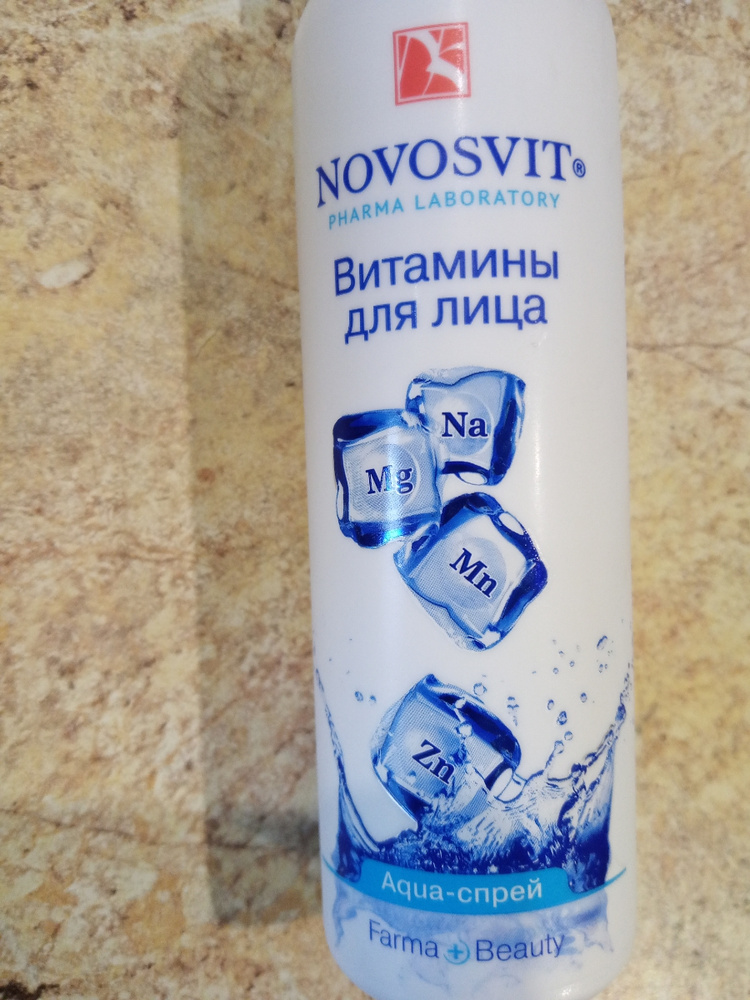 NOVOSVIT®
PHARMA LABORATORY
Витамины
для лица
Na
Mg
Mn
Zn
Aqua-спрей
Farma + Beauty